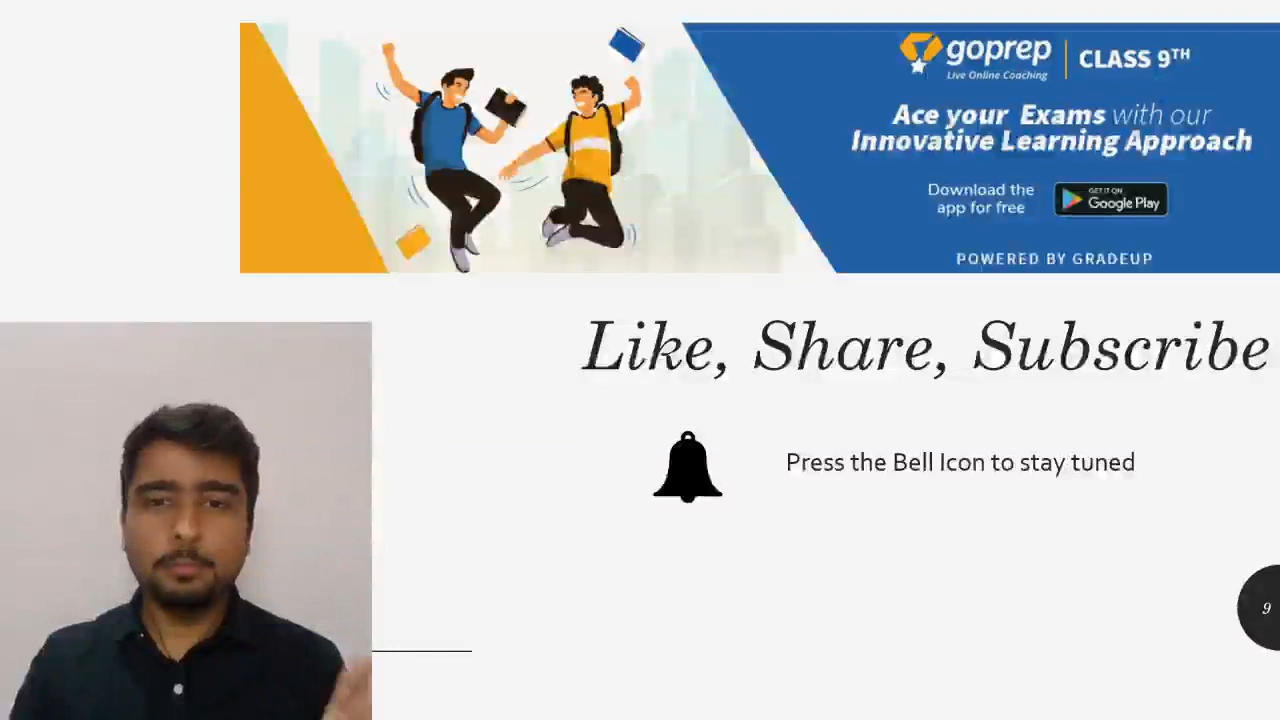 goprep
Live Online Coaching
CLASS 9TH
Ace your Exams with our
Innovative Learning Approach
Download the
app for free
GET IT ON
Google Play
POWERED BY GRADEUP
Like, Share, Subscribe
Press the Bell Icon to stay tuned
9